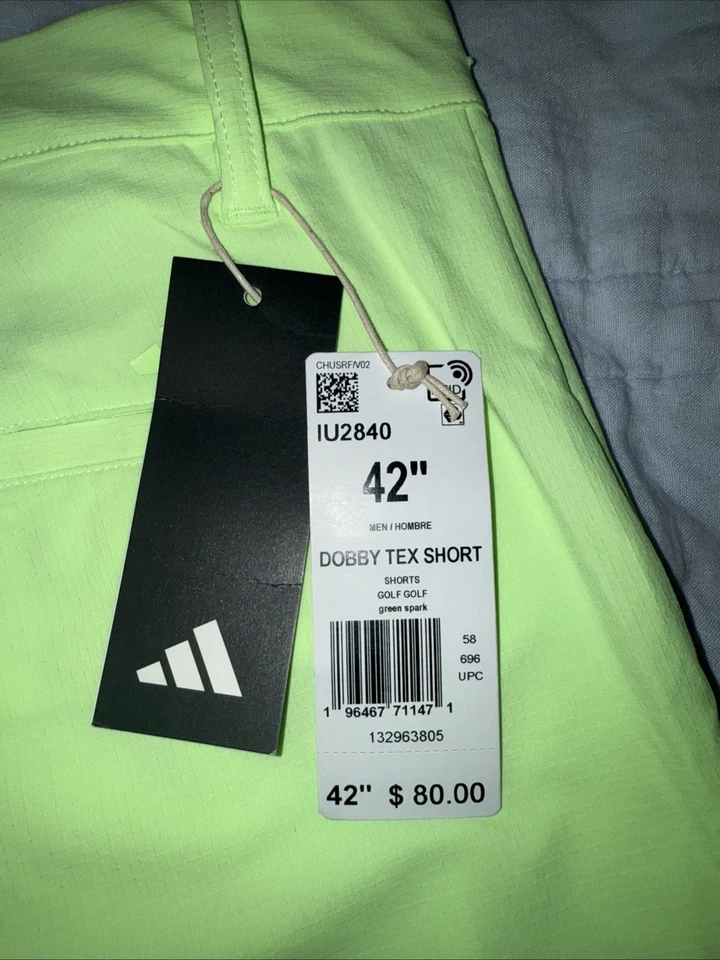 CHUSRF/V02
IU2840
42"
MEN / HOMBRE
DOBBY TEX SHORT
SHORTS
GOLF GOLF
green spark
58
696
UPC
1 96467 71147 1
132963805
42" $ 80.00